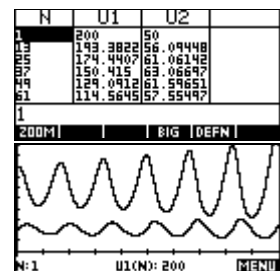 N U1 U2
1 200 50
13 193.3822 56.09448
25 174.4407 61.06142
37 150.415 63.06697
49 129.0912 61.59651
61 114.5645 57.55497
1
ZOOM BIG DEFN
N:1 U1(N): 200 MENU